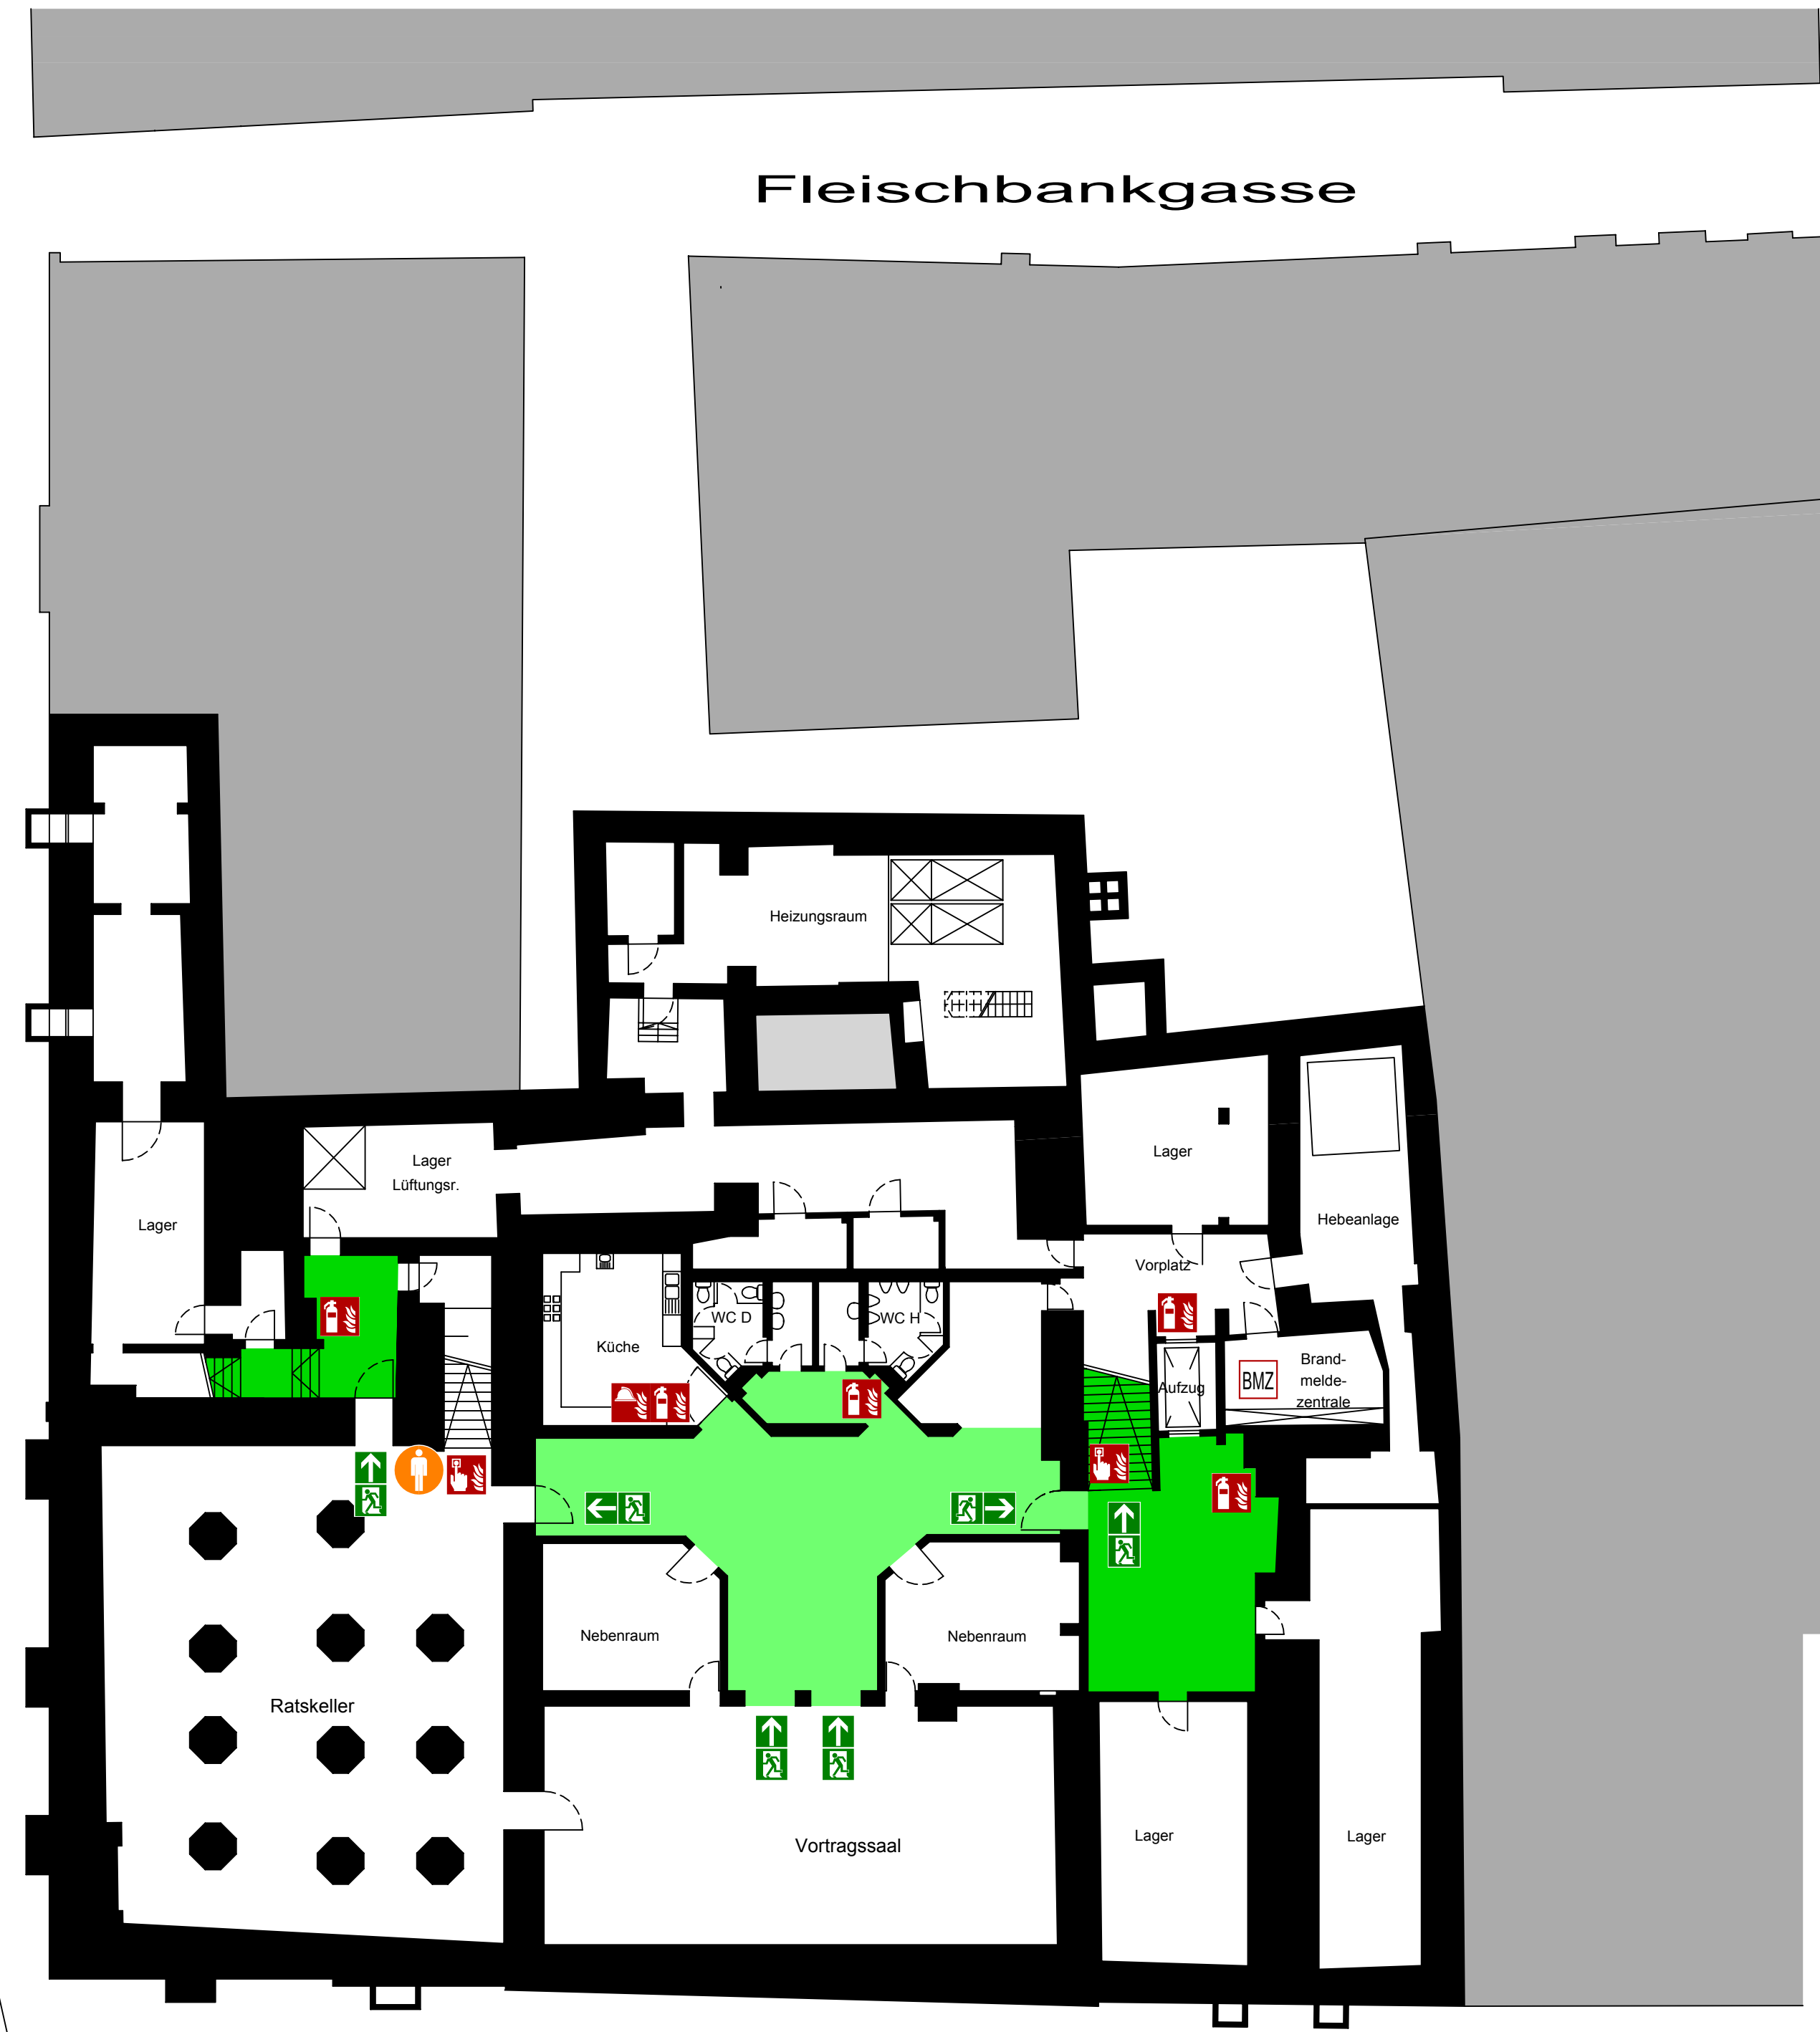 Fleischbankgasse
Heizungsraum
Lager
Lager
Lüftungsr.
Lager
Hebeanlage
Vorplatz
WC D
WC H
Küche
Aufzug
BMZ
Brand-
melde-
zentrale
Nebenraum
Nebenraum
Ratskeller
Vortragssaal
Lager
Lager